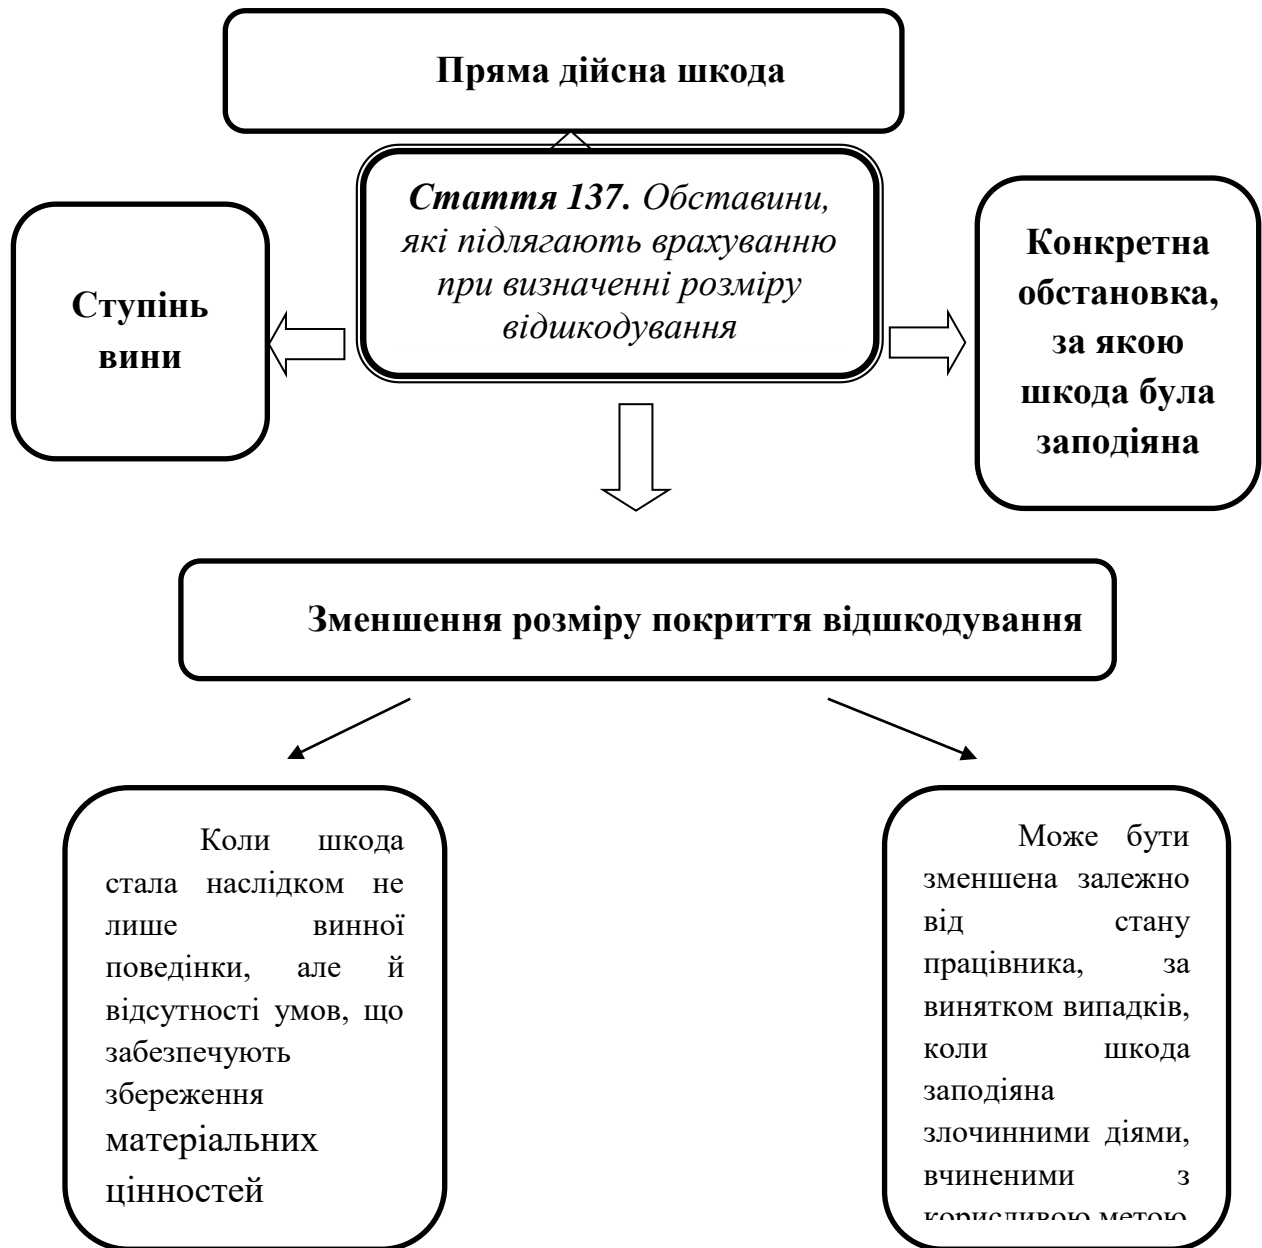 Пряма дійсна шкода
Стаття 137. Обставини,
які підлягають врахуванню
при визначенні розміру
відшкодування
Ступінь
вини
Конкретна
обстановка,
за якою
шкода була
заподіяна
Зменшення розміру покриття відшкодування
Коли шкода
стала наслідком не
лише винної
поведінки, але й
відсутності умов, що
забезпечують
збереження
матеріальних
цінностей
Може бути
зменшена залежно
від стану
працівника, за
винятком випадків,
коли шкода
заподіяна
злочинними діями,
вчиненими з
корисливою метою